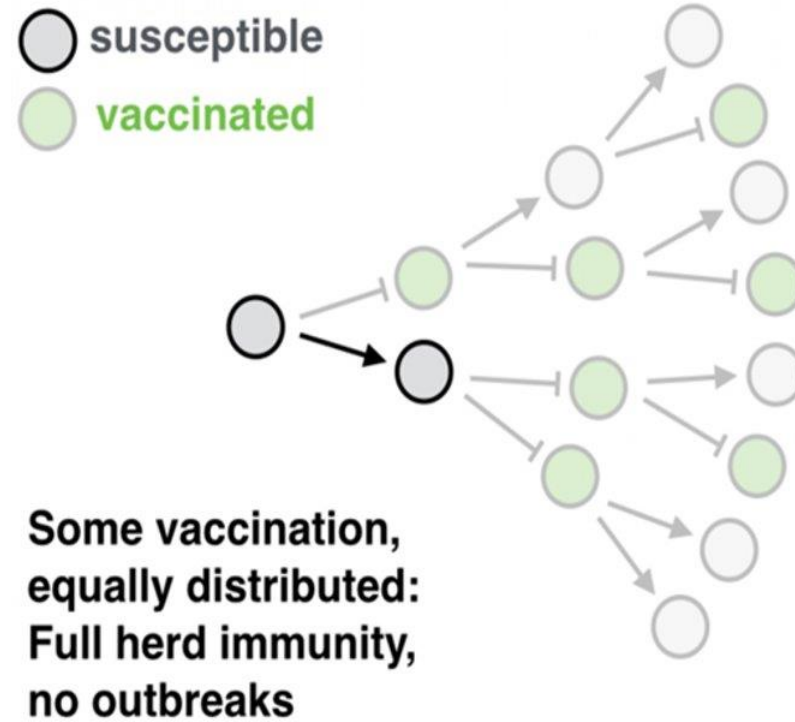 susceptible
vaccinated
Some vaccination,
equally distributed:
Full herd immunity,
no outbreaks